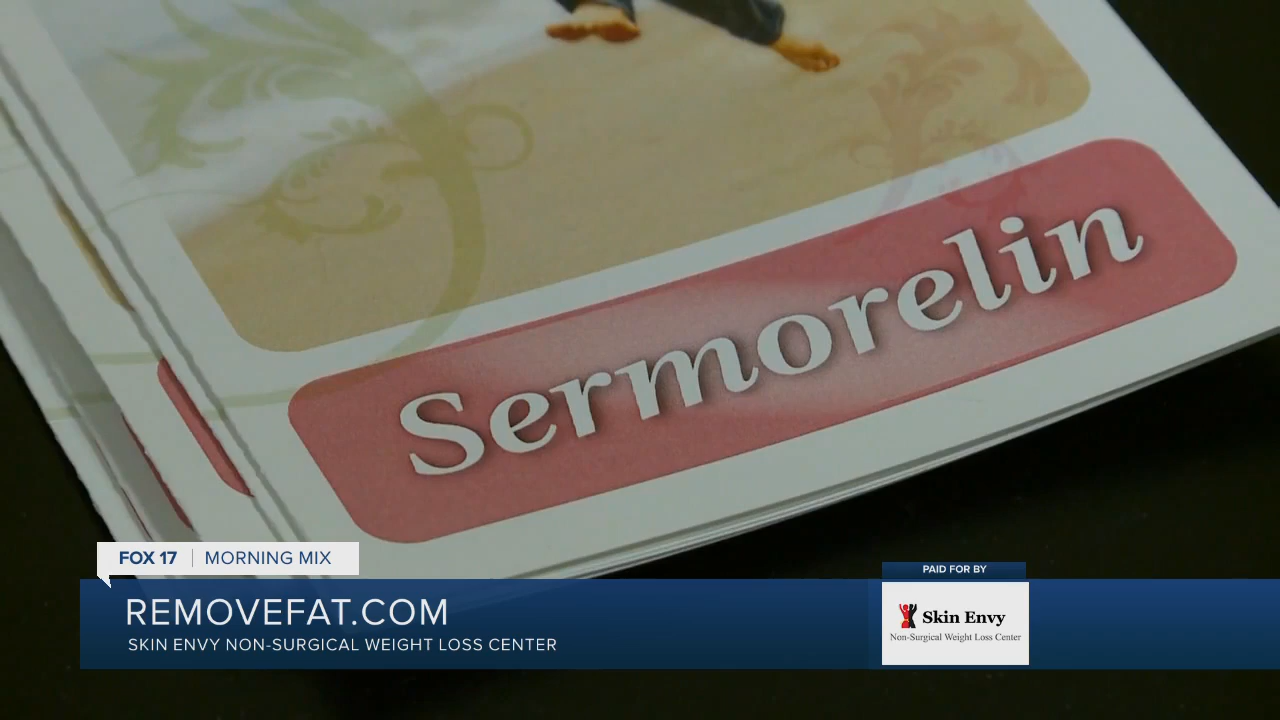 Sermorelin
FOX 17 MORNING MIX
REMOVEFAT.COM
SKIN ENVY NON-SURGICAL WEIGHT LOSS CENTER
PAID FOR BY
Skin Envy
Non-Surgical Weight Loss Center